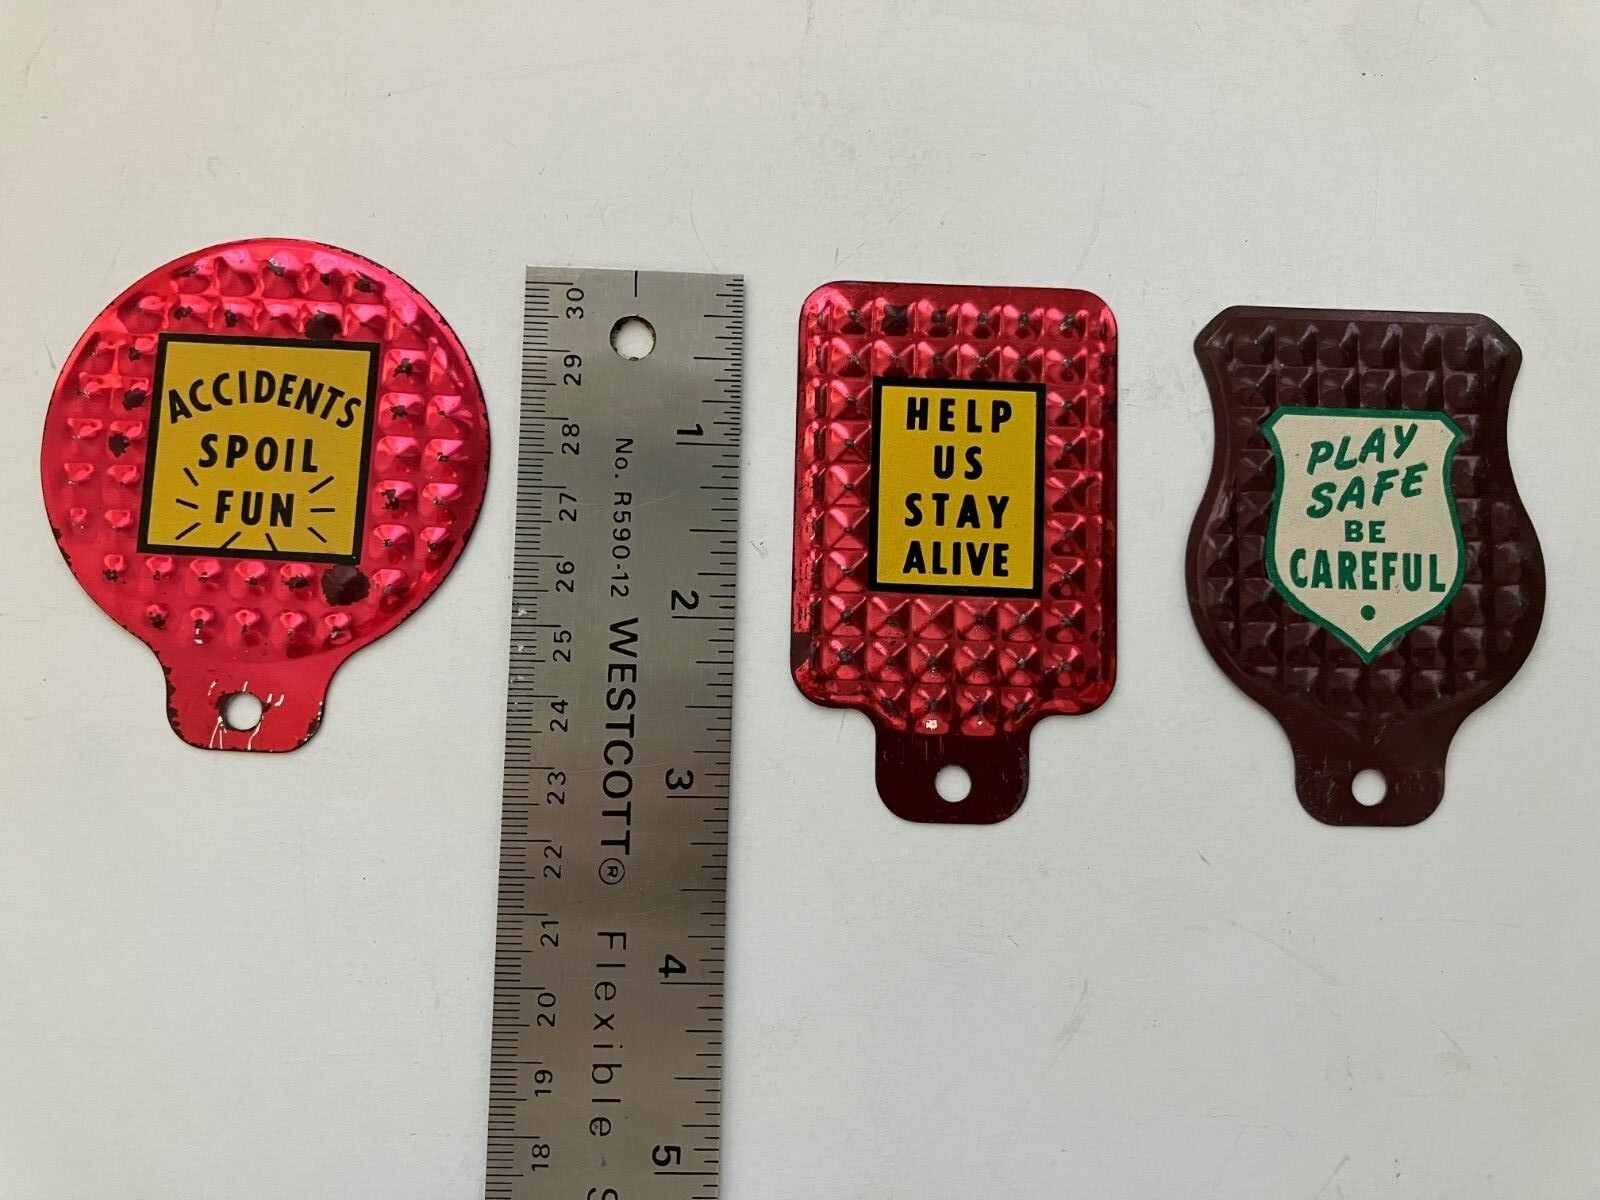 ACCIDENTS
SPOIL
FUN
30
29
28
27
26
25
24
23
22
21
20
19
18
No. R590-12 WESTCOTT® Flexible - S
1
2
3
4
5
HELP
US
STAY
ALIVE
PLAY
SAFE
BE
CAREFUL